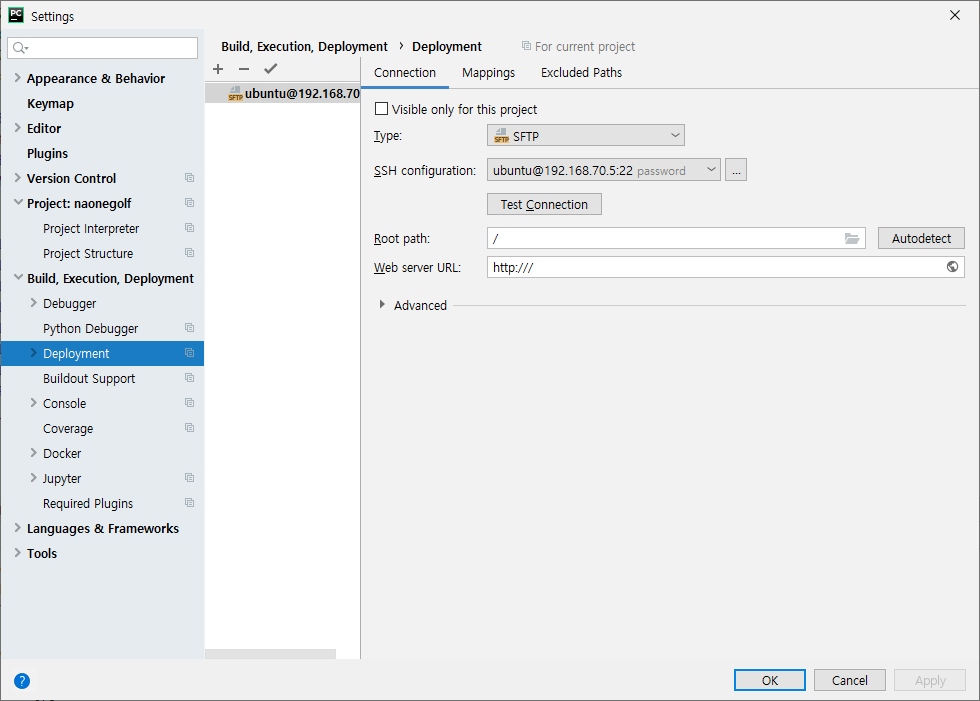 PC
Settings
Build, Execution, Deployment › Deployment
For current project
Appearance & Behavior
Keymap
Editor
Plugins
Version Control
Project: naonegolf
Project Interpreter
Project Structure
Build, Execution, Deployment
Debugger
Python Debugger
Deployment
Buildout Support
Console
Coverage
Docker
Jupyter
Required Plugins
Languages & Frameworks
Tools
SFTP ubuntu@192.168.70
Connection
Mappings
Excluded Paths
Visible only for this project
Type:
SFTP SFTP
SSH configuration:
ubuntu@192.168.70.5:22 password
...
Test Connection
Root path:
/
Autodetect
Web server URL:
http:///
Advanced
?
OK
Cancel
Apply